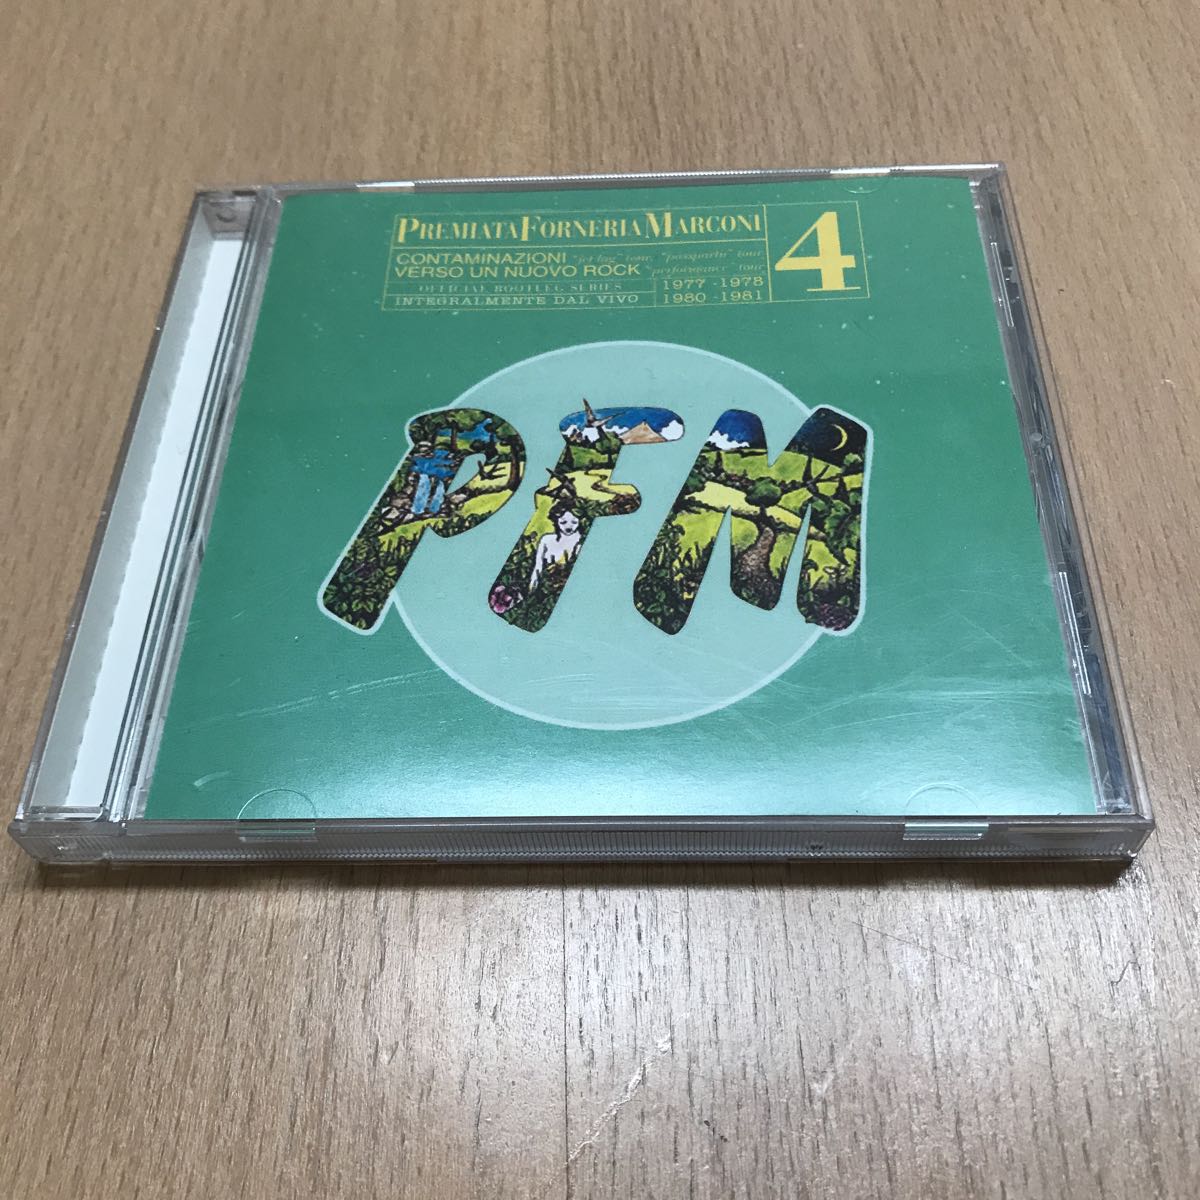 PREMIATA FORNERIA MARCONI
4
CONTAMINAZIONI "jet lag" tour, "passpartù" tour
VERSO UN NUOVO ROCK "performance" tour
OFFICIAL BOOTLEG SERIES
INTEGRALMENTE DAL VIVO
1977 - 1978
1980 - 1981
PFM